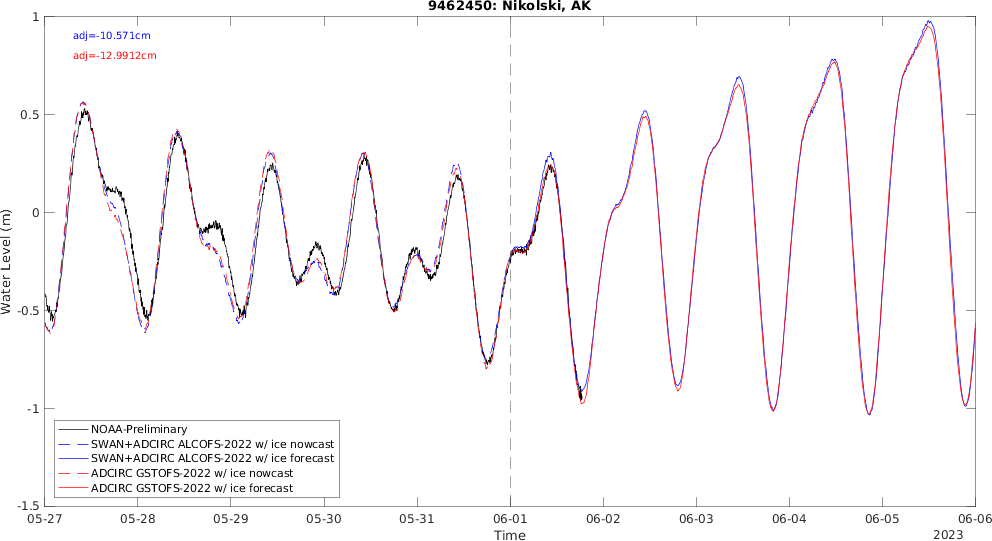 9462450: Nikolski, AK
adj=-10.571cm
adj=-12.9912cm
Water Level (m)
1
0.5
0
-0.5
-1
-1.5
NOAA-Preliminary
SWAN+ADCIRC ALCOFS-2022 w/ ice nowcast
SWAN+ADCIRC ALCOFS-2022 w/ ice forecast
ADCIRC GSTOFS-2022 w/ ice nowcast
ADCIRC GSTOFS-2022 w/ ice forecast
05-27 05-28 05-29 05-30 05-31 06-01 06-02 06-03 06-04 06-05 06-06
Time
2023